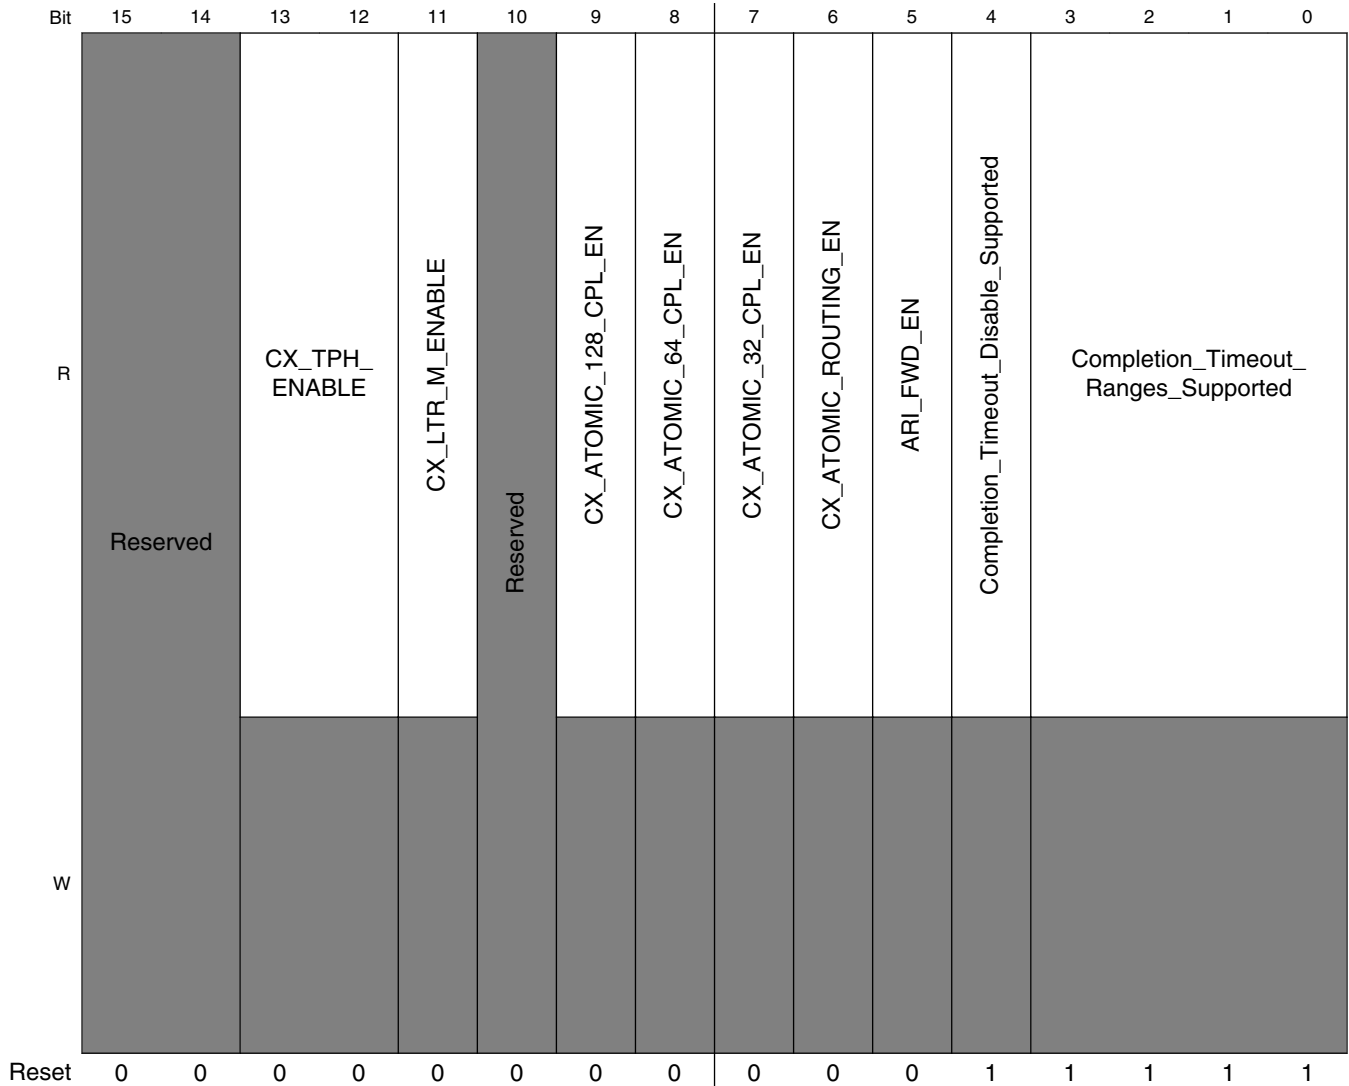 Bit 15 14 13 12 11 10 9 8 7 6 5 4 3 2 1 0
R
Reserved
CX_TPH_
ENABLE
CX_LTR_M_ENABLE
Reserved
CX_ATOMIC_128_CPL_EN
CX_ATOMIC_64_CPL_EN
CX_ATOMIC_32_CPL_EN
CX_ATOMIC_ROUTING_EN
ARI_FWD_EN
Completion_Timeout_Disable_Supported
Completion_Timeout_
Ranges_Supported
W
Reset 0 0 0 0 0 0 0 0 0 0 0 1 1 1 1 1